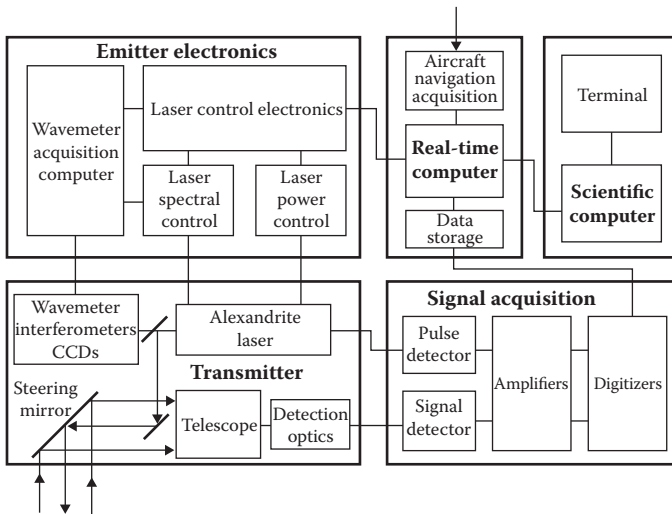 Emitter electronics
Wavemeter
acquisition
computer
Laser control electronics
Laser
spectral
control
Laser
power
control
Aircraft
navigation
acquisition
Real-time
computer
Data
storage
Terminal
Scientific
computer
Wavemeter
interferometers
CCDs
Alexandrite
laser
Transmitter
Steering
mirror
Telescope
Detection
optics
Signal acquisition
Pulse
detector
Signal
detector
Amplifiers
Digitizers